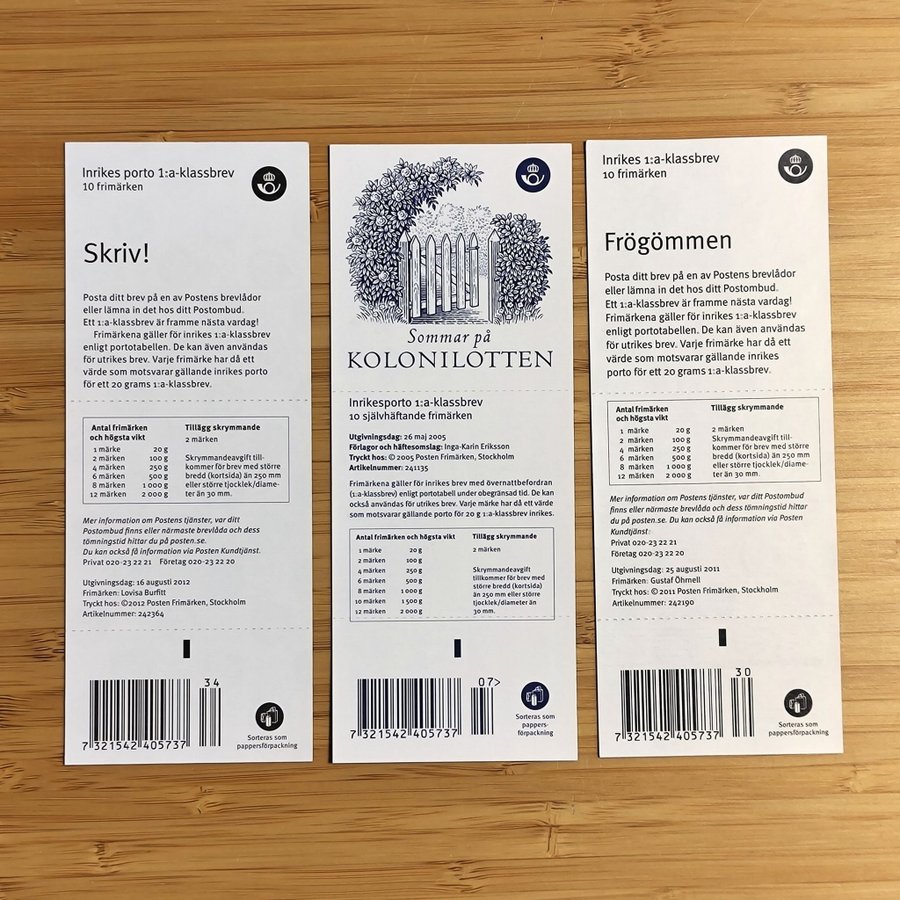 Inrikes porto 1:a-klassbrev
10 frimärken
Skriv!
Posta ditt brev på en av Postens brevlådor
eller lämna in det hos ditt Postombud.
Ett 1:a-klassbrev är framme nästa vardag!
Frimärkena gäller för inrikes 1:a-klassbrev
enligt portotabellen. De kan även användas
för utrikes brev. Varje frimärke har då ett
värde som motsvarar gällande inrikes porto
för ett 20 grams 1:a-klassbrev.
Antal frimärken
och högsta vikt
1 märke 20 g
2 märken 100 g
4 märken 250 g
6 märken 500 g
8 märken 1 000 g
12 märken 2 000 g
Tillägg skrymmande
2 märken
Skrymmandeavgift till-
kommer för brev med större
bredd (kortsida) än 250 mm
eller större tjocklek/diame-
ter än 30 mm.
Mer information om Postens tjänster, var ditt
Postombud finns eller närmaste brevlåda och dess
tömningstid hittar du på posten.se.
Du kan också få information via Posten Kundtjänst.
Privat 020-23 22 21 Företag 020-23 22 20
Utgivningsdag: 16 augusti 2012
Frimärken: Lovisa Burfitt
Tryckt hos: ©2012 Posten Frimärken, Stockholm
Artikelnummer: 242364
34
7 321542 405737
Sorteras som
pappersförpackning
Sommar på
KOLONILOTTEN
Inrikesporto 1:a-klassbrev
10 självhäftande frimärken
Utgivningsdag: 26 maj 2005
Förlagor och häftesomslag: Inga-Karin Eriksson
Tryckt hos: © 2005 Posten Frimärken, Stockholm
Artikelnummer: 241135
Frimärkena gäller för inrikes brev med övernattbefordran
(1:a-klassbrev) enligt portotabell under obegränsad tid. De kan
också användas för utrikes brev. Varje märke har då ett värde
som motsvarar gällande porto för 20 g 1:a-klassbrev inrikes.
Antal frimärken och högsta vikt
1 märke 20 g
2 märken 100 g
4 märken 250 g
6 märken 500 g
8 märken 1 000 g
10 märken 1 500 g
12 märken 2 000 g
Tillägg skrymmande
2 märken
Skrymmandeavgift
tillkommer för brev med
större bredd (kortsida)
än 250 mm eller större
tjocklek/diameter än
30 mm.
07>
7 321542 405737
Sorteras som
pappers-
förpackning
Inrikes 1:a-klassbrev
10 frimärken
Frögömmen
Posta ditt brev på en av Postens brevlådor
eller lämna in det hos ditt Postombud.
Ett 1:a-klassbrev är framme nästa vardag!
Frimärkena gäller för inrikes 1:a-klassbrev
enligt portotabellen. De kan även användas
för utrikes brev. Varje frimärke har då ett
värde som motsvarar gällande inrikes porto
för ett 20 grams 1:a-klassbrev.
Antal frimärken
och högsta vikt
1 märke 20 g
2 märken 100 g
4 märken 250 g
6 märken 500 g
8 märken 1 000 g
12 märken 2 000 g
Tillägg skrymmande
2 märken
Skrymmandeavgift till-
kommer för brev med större
bredd (kortsida) än 250 mm
eller större tjocklek/diame-
ter än 30 mm.
Mer information om Postens tjänster, var ditt Postombud
finns eller närmaste brevlåda och dess tömningstid hittar
du på posten.se. Du kan också få information via Posten
Kundtjänst:
Privat 020-23 22 21
Företag 020-23 22 20
Utgivningsdag: 25 augusti 2011
Frimärken: Gustaf Öhrnell
Tryckt hos: © 2011 Posten Frimärken, Stockholm
Artikelnummer: 242190
30
7 321542 405737
Sorteras som
pappersförpackning